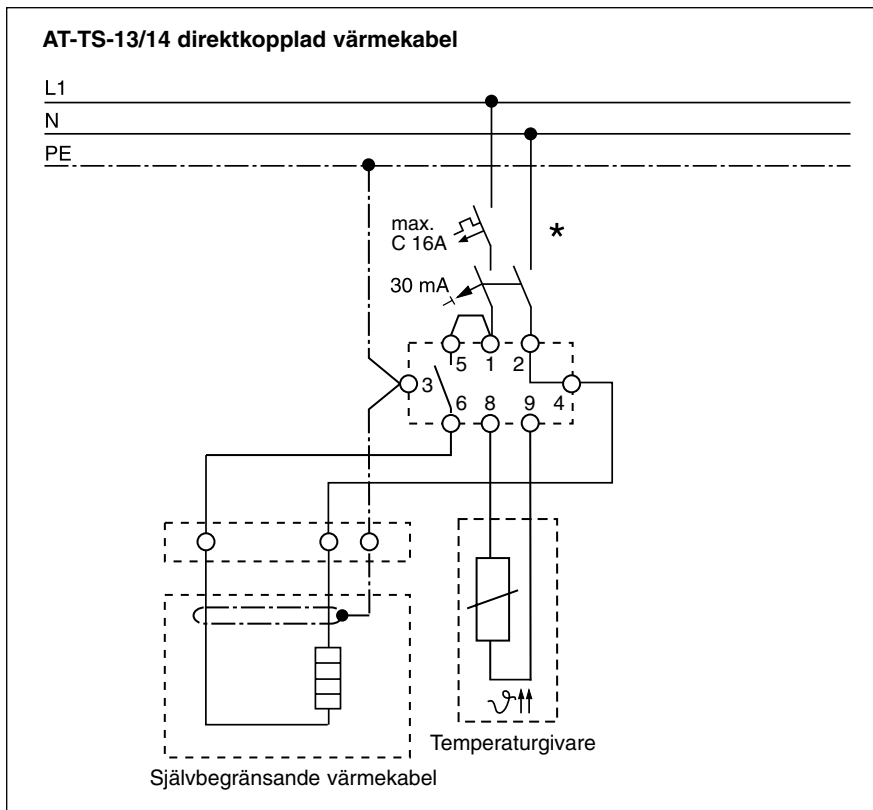 AT-TS-13/14 direktkopplad värmekabel
L1
N
PE
max.
C 16A
*
30 mA
5 1 2
3
6 8 9 4
ϑ
Temperaturgivare
Självbegränsande värmekabel